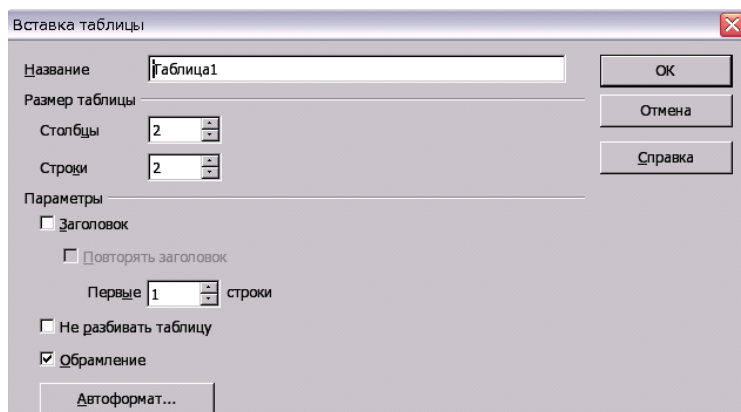 Вставка таблицы
Название Таблица1 ОК
Размер таблицы
Отмена
Столбцы 2
Справка
Строки 2
Параметры
Заголовок
Повторять заголовок
Первые 1 строки
Не разбивать таблицу
Обрамление
Автоформат...